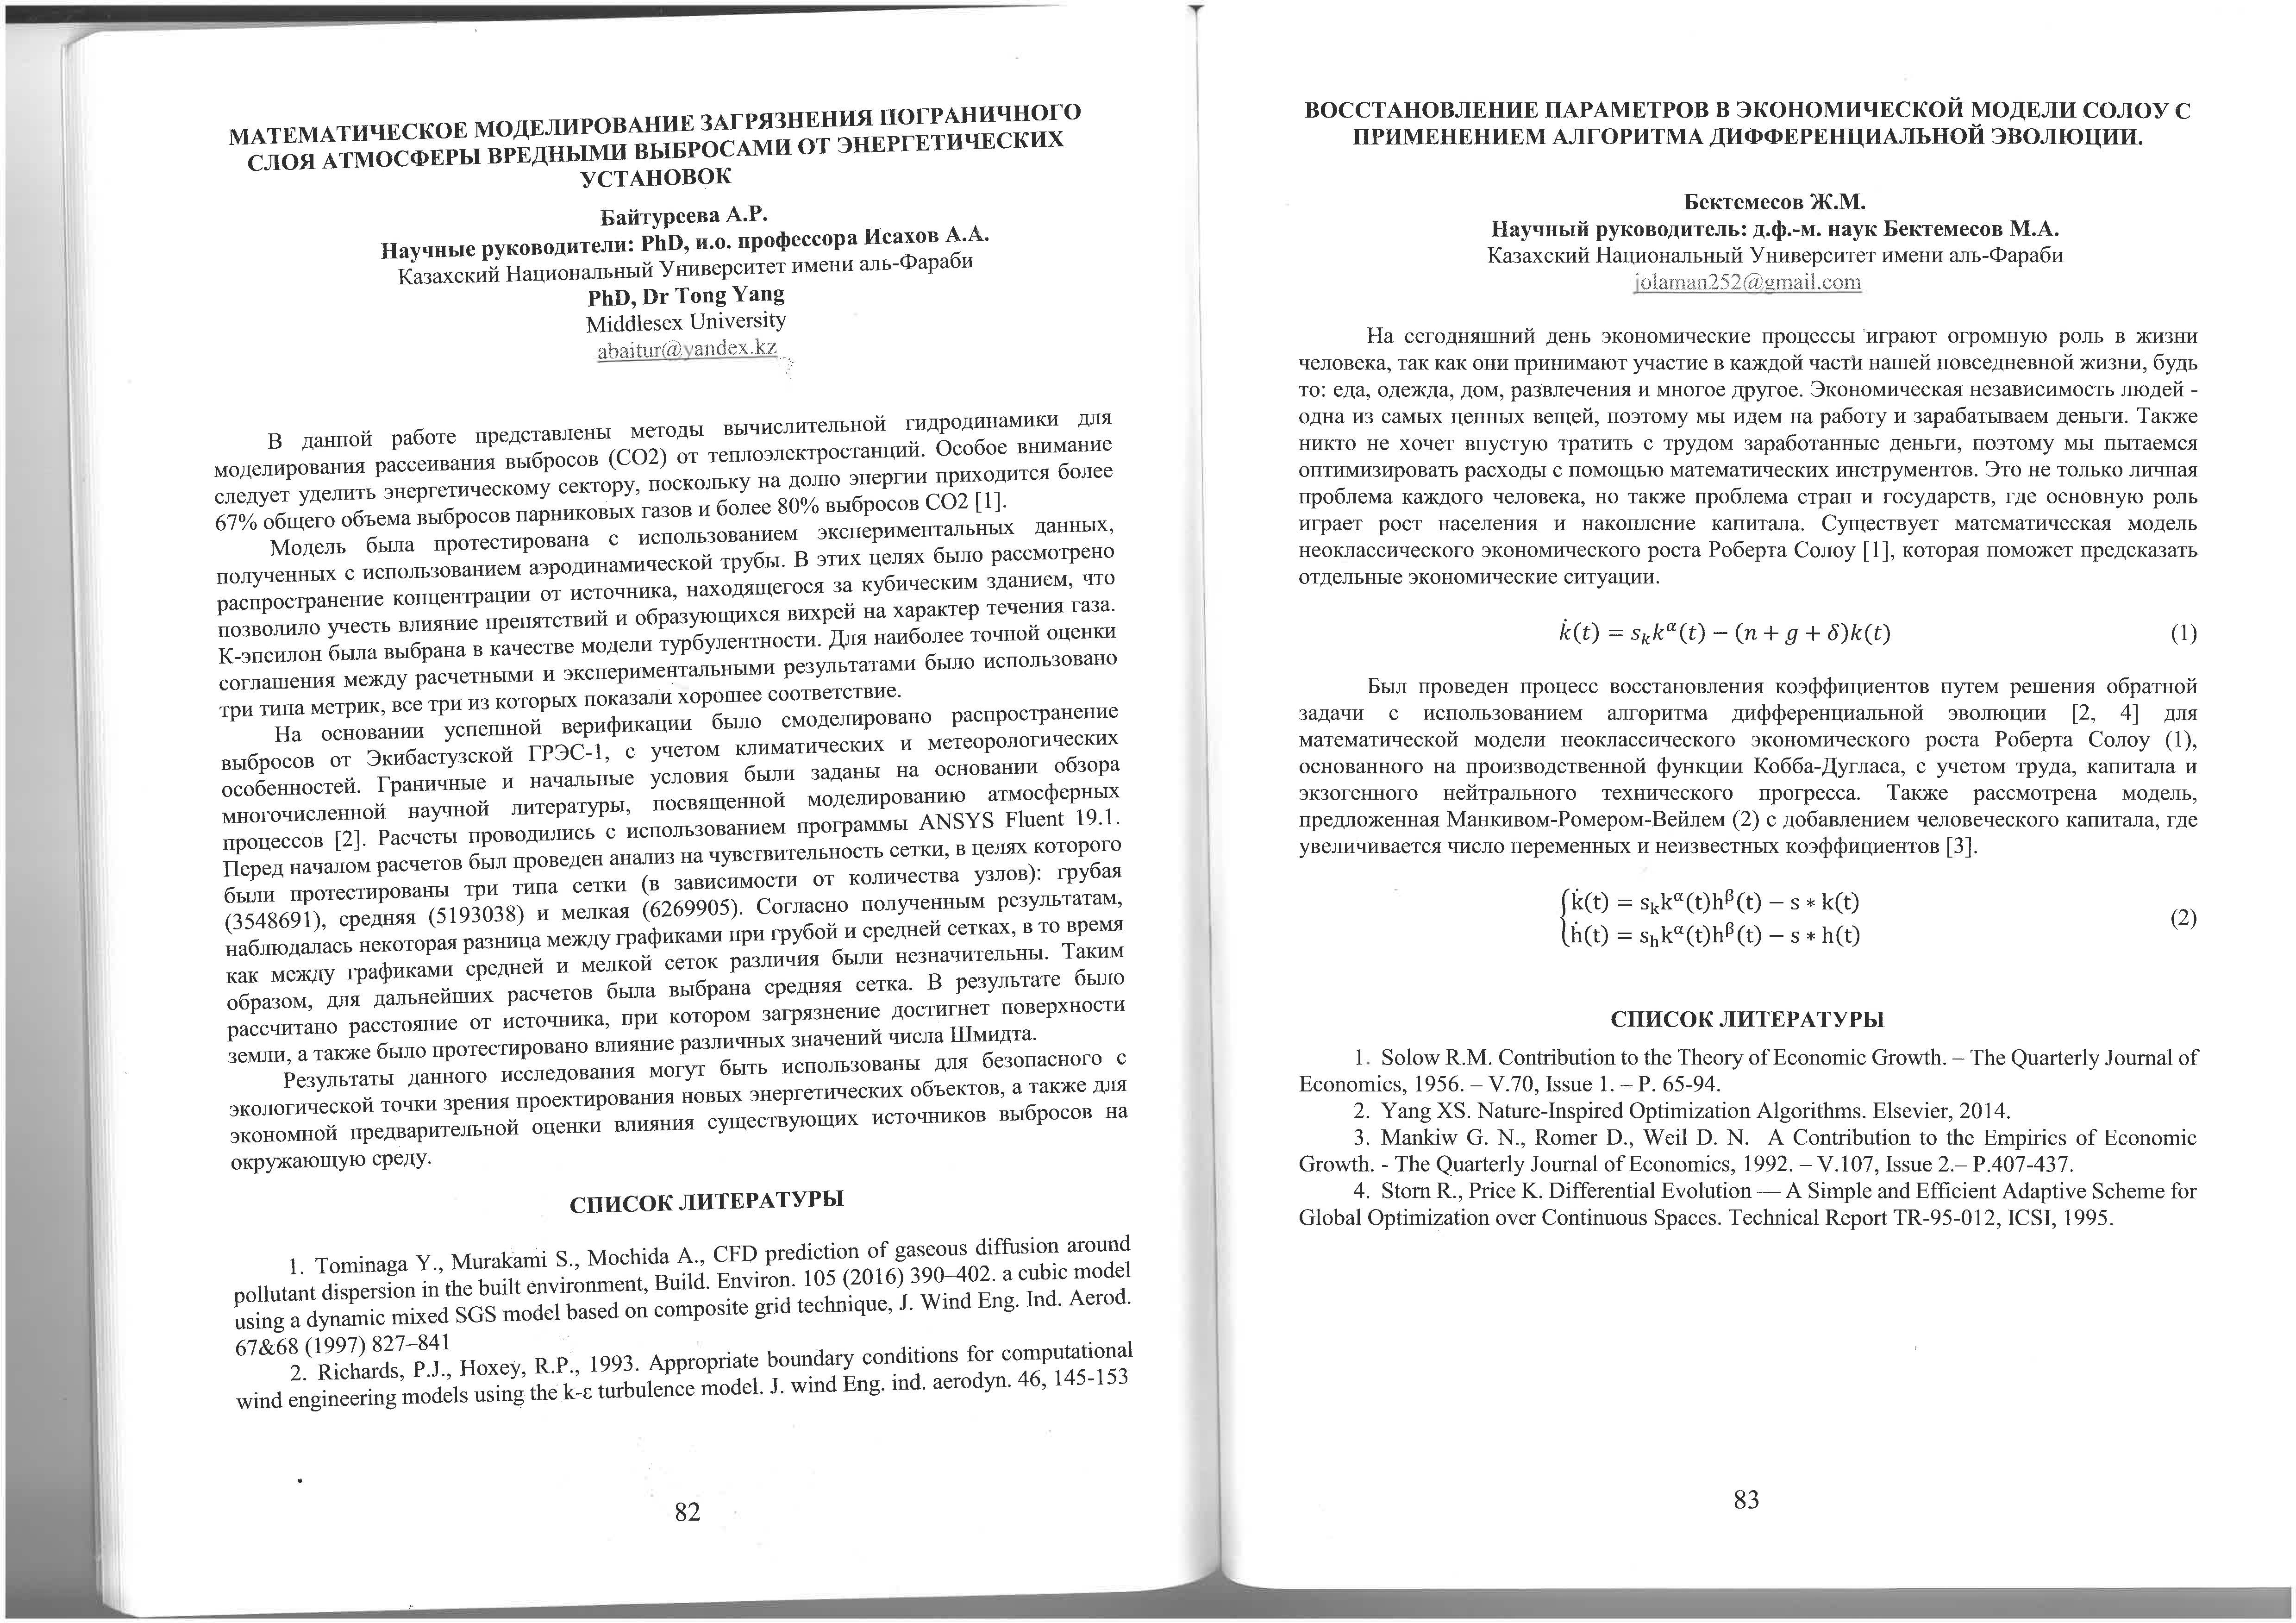 МАТЕМАТИЧЕСКОЕ МОДЕЛИРОВАНИЕ ЗАГРЯЗНЕНИЯ ПОГРАНИЧНОГО
СЛОЯ АТМОСФЕРЫ ВРЕДНЫМИ ВЫБРОСАМИ ОТ ЭНЕРГЕТИЧЕСКИХ
УСТАНОВОК
Байтуреева А.Р.
Научные руководители: PhD, и.о. профессора Исахов А.А.
Казахский Национальный Университет имени аль-Фараби
PhD, Dr Tong Yang
Middlesex University
abaitur@yandex.kz
В данной работе представлены методы вычислительной гидродинамики для
моделирования рассеивания выбросов (СО2) от теплоэлектростанций. Особое внимание
следует уделить энергетическому сектору, поскольку на долю энергии приходится более
67% общего объема выбросов парниковых газов и более 80% выбросов СО2 [1].
Модель была протестирована с использованием экспериментальных данных,
полученных с использованием аэродинамической трубы. В этих целях было рассмотрено
распространение концентрации от источника, находящегося за кубическим зданием, что
позволило учесть влияние препятствий и образующихся вихрей на характер течения газа.
К-эпсилон была выбрана в качестве модели турбулентности. Для наиболее точной оценки
соглашения между расчетными и экспериментальными результатами было использовано
три типа метрик, все три из которых показали хорошее соответствие.
На основании успешной верификации было смоделировано распространение
выбросов от Экибастузской ГРЭС-1, с учетом климатических и метеорологических
особенностей. Граничные и начальные условия были заданы на основании обзора
многочисленной научной литературы, посвященной моделированию атмосферных
процессов [2]. Расчеты проводились с использованием программы ANSYS Fluent 19.1.
Перед началом расчетов был проведен анализ на чувствительность сетки, в целях которого
были протестированы три типа сетки (в зависимости от количества узлов): грубая
(3548691), средняя (5193038) и мелкая (6269905). Согласно полученным результатам,
наблюдалась некоторая разница между графиками при грубой и средней сетках, в то время
как между графиками средней и мелкой сеток различия были незначительны. Таким
образом, для дальнейших расчетов была выбрана средняя сетка. В результате было
рассчитано расстояние от источника, при котором загрязнение достигнет поверхности
земли, а также было протестировано влияние различных значений числа Шмидта.
Результаты данного исследования могут быть использованы для безопасного с
экологической точки зрения проектирования новых энергетических объектов, а также для
экономной предварительной оценки влияния существующих источников выбросов на
окружающую среду.
СПИСОК ЛИТЕРАТУРЫ
1. Tominaga Y., Murakami S., Mochida A., CFD prediction of gaseous diffusion around
pollutant dispersion in the built environment, Build. Environ. 105 (2016) 390–402. a cubic model
using a dynamic mixed SGS model based on composite grid technique, J. Wind Eng. Ind. Aerod.
67&68 (1997) 827–841
2. Richards, P.J., Hoxey, R.P., 1993. Appropriate boundary conditions for computational
wind engineering models using the k-ε turbulence model. J. wind Eng. ind. aerodyn. 46, 145-153
82
ВОССТАНОВЛЕНИЕ ПАРАМЕТРОВ В ЭКОНОМИЧЕСКОЙ МОДЕЛИ СОЛОУ С
ПРИМЕНЕНИЕМ АЛГОРИТМА ДИФФЕРЕНЦИАЛЬНОЙ ЭВОЛЮЦИИ.
Бектемесов Ж.М.
Научный руководитель: д.ф.-м. наук Бектемесов М.А.
Казахский Национальный Университет имени аль-Фараби
jolaman252@gmail.com
На сегодняшний день экономические процессы играют огромную роль в жизни
человека, так как они принимают участие в каждой части нашей повседневной жизни, будь
то: еда, одежда, дом, развлечения и многое другое. Экономическая независимость людей -
одна из самых ценных вещей, поэтому мы идем на работу и зарабатываем деньги. Также
никто не хочет впустую тратить с трудом заработанные деньги, поэтому мы пытаемся
оптимизировать расходы с помощью математических инструментов. Это не только личная
проблема каждого человека, но также проблема стран и государств, где основную роль
играет рост населения и накопление капитала. Существует математическая модель
неоклассического экономического роста Роберта Солоу [1], которая поможет предсказать
отдельные экономические ситуации.
k̇(t) = sₖk^α(t) − (n + g + δ)k(t) (1)
Был проведен процесс восстановления коэффициентов путем решения обратной
задачи с использованием алгоритма дифференциальной эволюции [2, 4] для
математической модели неоклассического экономического роста Роберта Солоу (1),
основанного на производственной функции Кобба-Дугласа, с учетом труда, капитала и
экзогенного нейтрального технического прогресса. Также рассмотрена модель,
предложенная Манкивом-Ромером-Вейлем (2) с добавлением человеческого капитала, где
увеличивается число переменных и неизвестных коэффициентов [3].
{k̇(t) = sₖk^α(t)h^β(t) − s ∗ k(t)
ḣ(t) = sₕk^α(t)h^β(t) − s ∗ h(t) (2)
СПИСОК ЛИТЕРАТУРЫ
1. Solow R.M. Contribution to the Theory of Economic Growth. – The Quarterly Journal of
Economics, 1956. – V.70, Issue 1. – P. 65-94.
2. Yang XS. Nature-Inspired Optimization Algorithms. Elsevier, 2014.
3. Mankiw G. N., Romer D., Weil D. N. A Contribution to the Empirics of Economic
Growth. - The Quarterly Journal of Economics, 1992. – V.107, Issue 2.– P.407-437.
4. Storn R., Price K. Differential Evolution — A Simple and Efficient Adaptive Scheme for
Global Optimization over Continuous Spaces. Technical Report TR-95-012, ICSI, 1995.
83